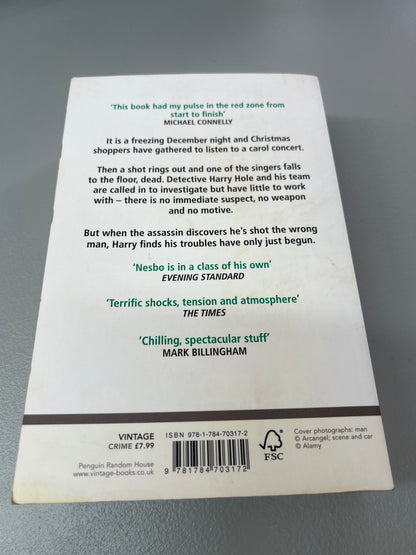 ‘This book had my pulse in the red zone from
start to finish’
MICHAEL CONNELLY
It is a freezing December night and Christmas
shoppers have gathered to listen to a carol concert.
Then a shot rings out and one of the singers falls
to the floor, dead. Detective Harry Hole and his team
are called in to investigate but have little to work
with – there is no immediate suspect, no weapon
and no motive.
But when the assassin discovers he’s shot the wrong
man, Harry finds his troubles have only just begun.
‘Nesbo is in a class of his own’
EVENING STANDARD
‘Terrific shocks, tension and atmosphere’
THE TIMES
‘Chilling, spectacular stuff’
MARK BILLINGHAM
VINTAGE
CRIME £7.99
Penguin Random House
www.vintage-books.co.uk
ISBN 978-1-784-70317-2
9 781784 703172
FSC
Cover photographs: man
© Arcangel; scene and car
© Alamy